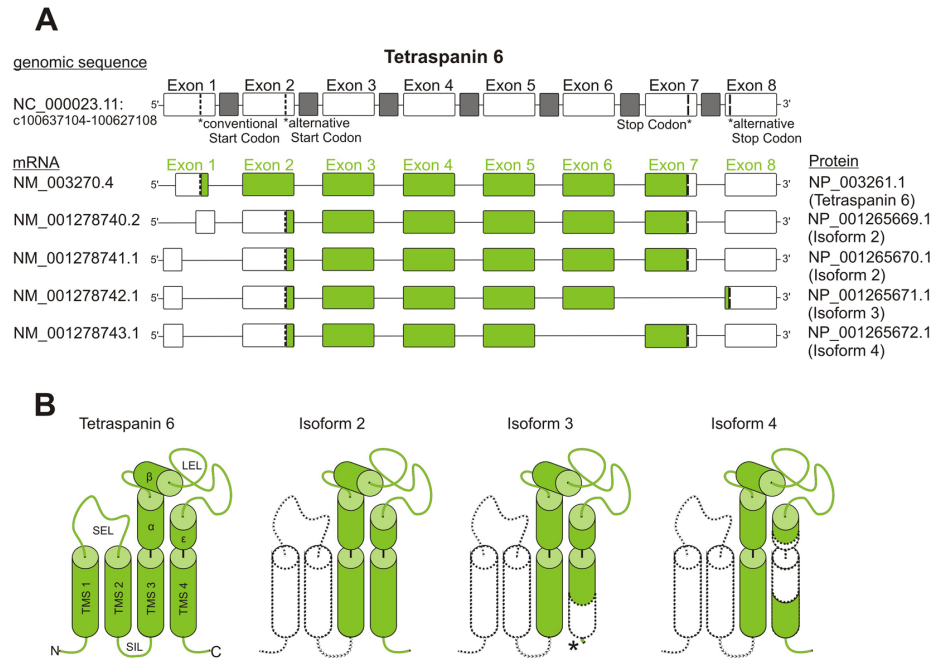 A
Tetraspanin 6
genomic sequence
Exon 1 Exon 2 Exon 3 Exon 4 Exon 5 Exon 6 Exon 7 Exon 8
NC_000023.11:
5' 3'
c100637104-100627108
*conventional Start Codon
*alternative Start Codon
Stop Codon*
*alternative Stop Codon
mRNA
Exon 1 Exon 2 Exon 3 Exon 4 Exon 5 Exon 6 Exon 7 Exon 8
Protein
NM_003270.4 5' 3' NP_003261.1
(Tetraspanin 6)
NM_001278740.2 5' 3' NP_001265669.1
(Isoform 2)
NM_001278741.1 5' 3' NP_001265670.1
(Isoform 2)
NM_001278742.1 5' 3' NP_001265671.1
(Isoform 3)
NM_001278743.1 5' 3' NP_001265672.1
(Isoform 4)
B
Tetraspanin 6 Isoform 2 Isoform 3 Isoform 4
LEL
β
SEL
α
ε
TMS 1 TMS 2 TMS 3 TMS 4
N SIL C
*